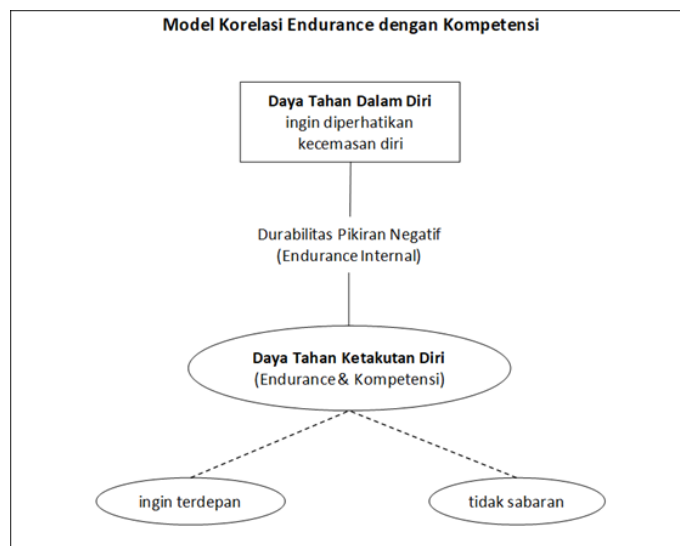 Model Korelasi Endurance dengan Kompetensi
Daya Tahan Dalam Diri
ingin diperhatikan
kecemasan diri
Durabilitas Pikiran Negatif
(Endurance Internal)
Daya Tahan Ketakutan Diri
(Endurance & Kompetensi)
ingin terdepan
tidak sabaran